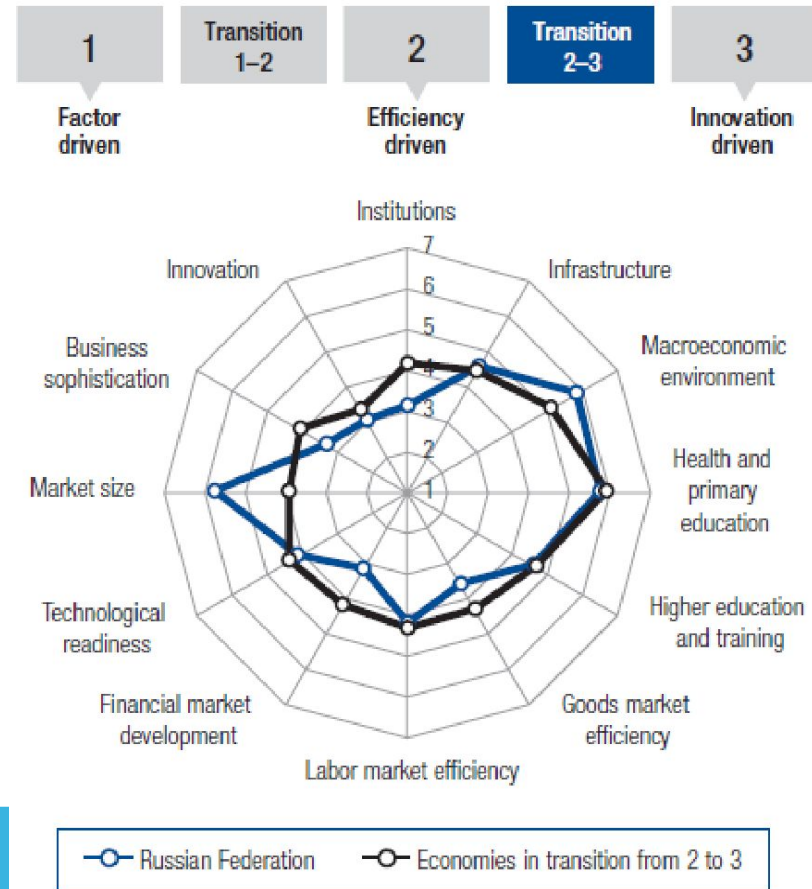 1
Transition
1–2
2
Transition
2–3
3
Factor
driven
Efficiency
driven
Innovation
driven
Institutions
Innovation
Infrastructure
Business
sophistication
Macroeconomic
environment
Market size
Health and
primary
education
Technological
readiness
Higher education
and training
Financial market
development
Goods market
efficiency
Labor market efficiency
7
6
5
4
3
2
1
Russian Federation
Economies in transition from 2 to 3